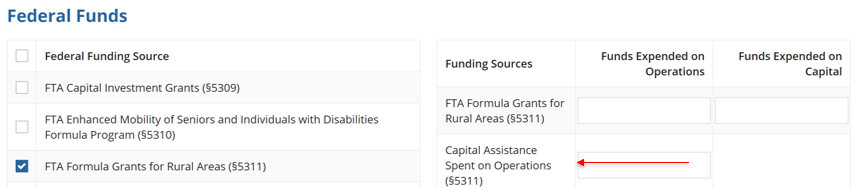 Federal Funds
Federal Funding Source
FTA Capital Investment Grants (§5309)
FTA Enhanced Mobility of Seniors and Individuals with Disabilities
Formula Program (§5310)
FTA Formula Grants for Rural Areas (§5311)
Funding Sources
Funds Expended on
Operations
Funds Expended on
Capital
FTA Formula Grants for
Rural Areas (§5311)
Capital Assistance
Spent on Operations
(§5311)